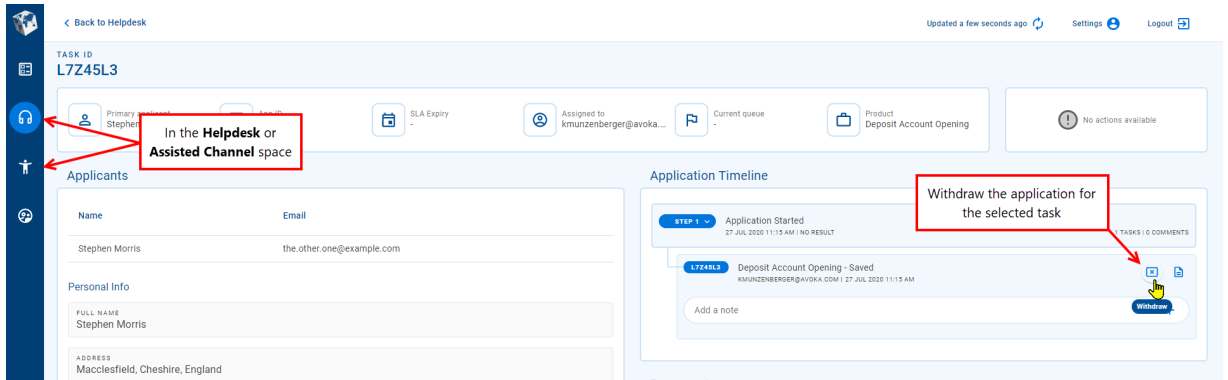 Back to Helpdesk
Updated a few seconds ago
Settings
Logout
TASK ID
L7Z45L3
Primary applicant
Stephen
App ID
SLA Expiry
-
Assigned to
kmunzenberger@avoka...
Current queue
-
Product
Deposit Account Opening
No actions available
In the Helpdesk or
Assisted Channel space
Applicants
Name
Email
Stephen Morris
the.other.one@example.com
Personal Info
FULL NAME
Stephen Morris
ADDRESS
Macclesfield, Cheshire, England
Application Timeline
Withdraw the application for
the selected task
STEP 1
Application Started
27 JUL 2020 11:15 AM | NO RESULT
1 TASKS | 0 COMMENTS
L7Z45L3
Deposit Account Opening - Saved
KMUNZENBERGER@AVOKA.COM | 27 JUL 2020 11:15 AM
Add a note
Withdraw